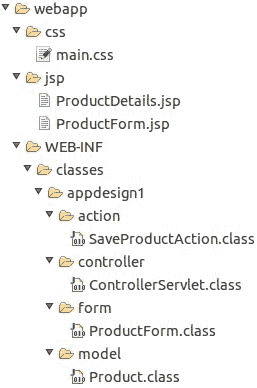 webapp
css
main.css
jsp
ProductDetails.jsp
ProductForm.jsp
WEB-INF
classes
appdesign1
action
SaveProductAction.class
controller
ControllerServlet.class
form
ProductForm.class
model
Product.class